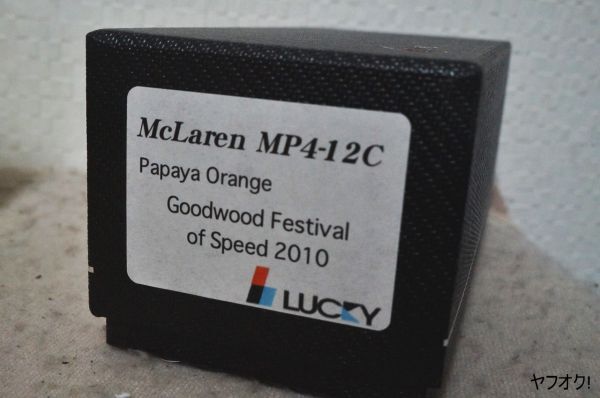 McLaren MP4-12C
Papaya Orange
Goodwood Festival
of Speed 2010
LUCKY
ヤフオク!